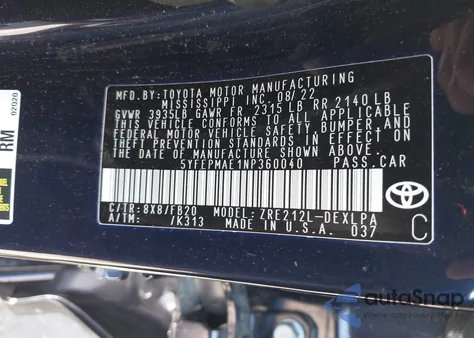 MFD.BY:TOYOTA MOTOR MANUFACTURING
MISSISSIPPI INC. 08/22
GVWR 3935LB GAWR FR 2315 LB RR 2140 LB
THIS VEHICLE CONFORMS TO ALL APPLICABLE
FEDERAL MOTOR VEHICLE SAFETY, BUMPER, AND
THEFT PREVENTION STANDARDS IN EFFECT ON
THE DATE OF MANUFACTURE SHOWN ABOVE.
5YFEPMAE1NP360040 PASS.CAR
C/TR:8X8/FB20 MODEL:ZRE212L-DEXLPA
A/TM: /K313 MADE IN U.S.A. 037
TOYOTA
C
RM
02020
autoSnap